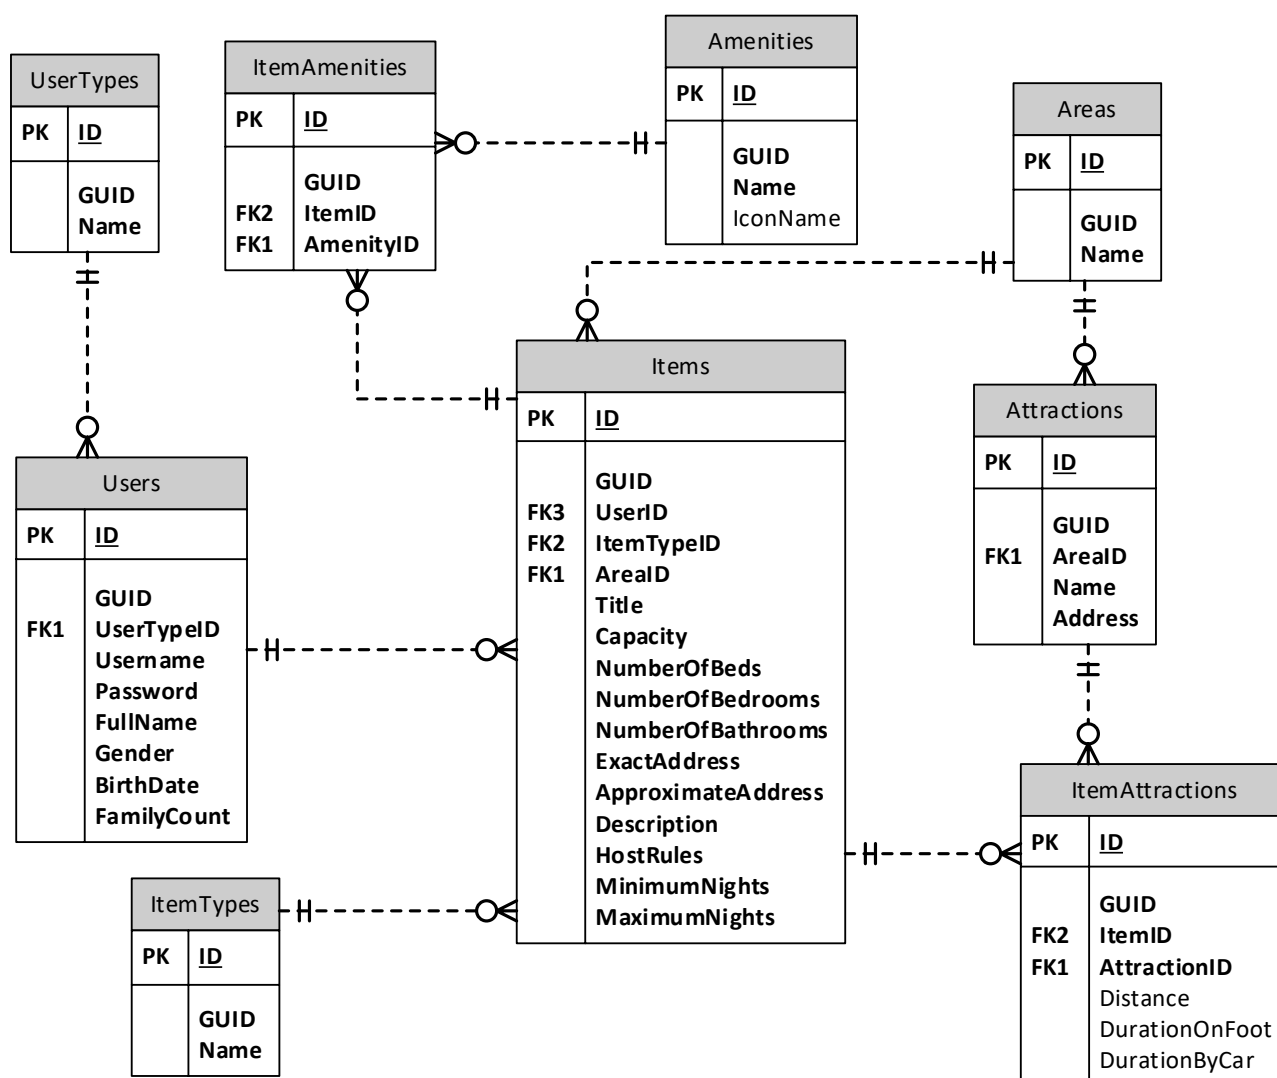 UserTypes
PK ID
GUID
Name
ItemAmenities
PK ID
GUID
FK2 ItemID
FK1 AmenityID
Amenities
PK ID
GUID
Name
IconName
Areas
PK ID
GUID
Name
Items
PK ID
GUID
FK3 UserID
FK2 ItemTypeID
FK1 AreaID
Title
Capacity
NumberOfBeds
NumberOfBedrooms
NumberOfBathrooms
ExactAddress
ApproximateAddress
Description
HostRules
MinimumNights
MaximumNights
Attractions
PK ID
GUID
FK1 AreaID
Name
Address
Users
PK ID
GUID
FK1 UserTypeID
Username
Password
FullName
Gender
BirthDate
FamilyCount
ItemTypes
PK ID
GUID
Name
ItemAttractions
PK ID
GUID
FK2 ItemID
FK1 AttractionID
Distance
DurationOnFoot
DurationByCar